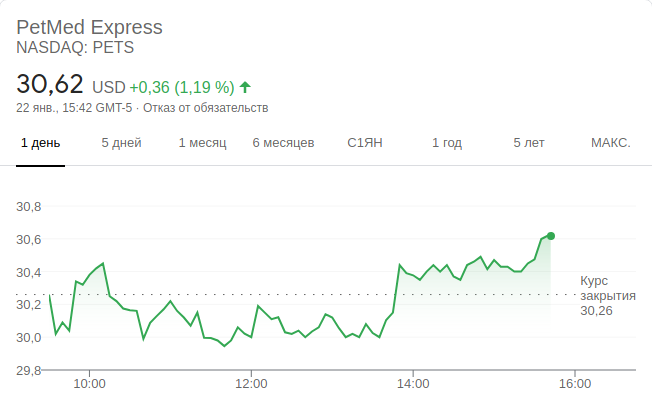 PetMed Express
NASDAQ: PETS
30,62 USD +0,36 (1,19 %)
22 янв., 15:42 GMT-5 · Отказ от обязательств
1 день 5 дней 1 месяц 6 месяцев С1ЯН 1 год 5 лет МАКС.
30,8
30,6
30,4
30,2
30,0
29,8
Курс
закрытия
30,26
10:00 12:00 14:00 16:00